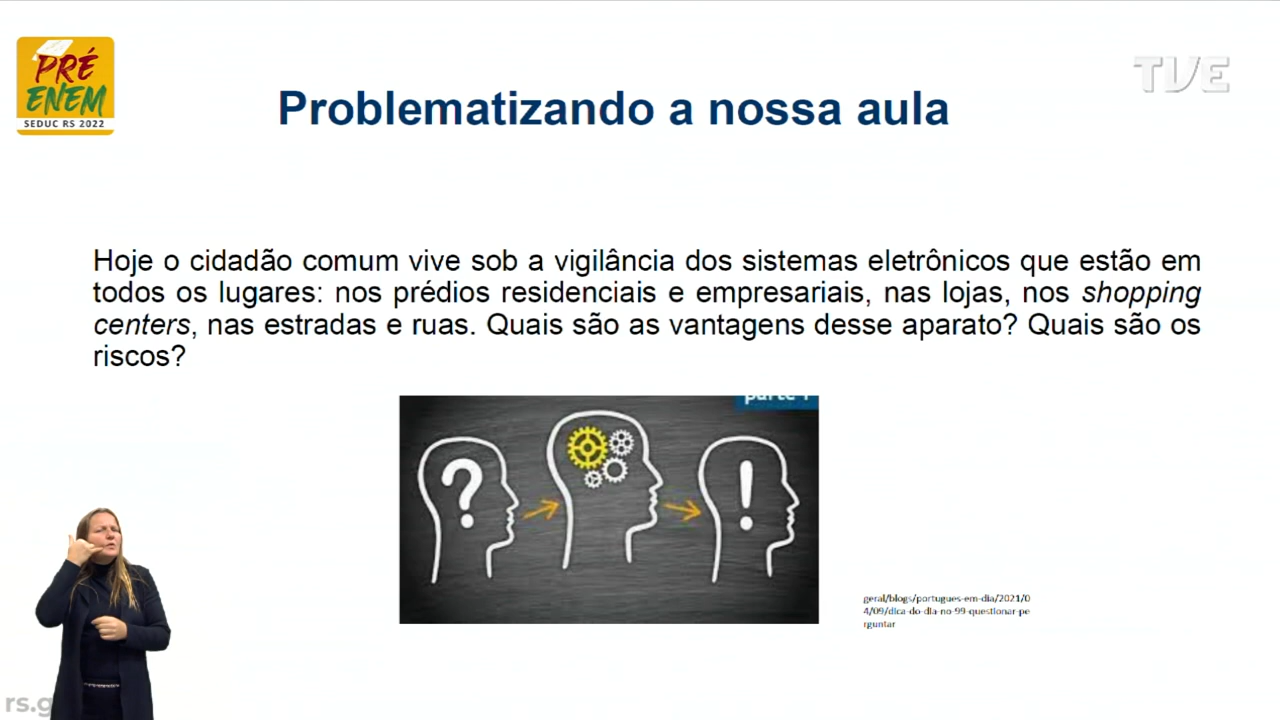 PRÉ
ENEM
SEDUC RS 2022
TVE
Problematizando a nossa aula
Hoje o cidadão comum vive sob a vigilância dos sistemas eletrônicos que estão em
todos os lugares: nos prédios residenciais e empresariais, nas lojas, nos shopping
centers, nas estradas e ruas. Quais são as vantagens desse aparato? Quais são os
riscos?
parte 1
? !
geral/blogs/portugues-em-dia/2021/0
4/09/dica-do-dia-no-99-questionar-pe
rguntar
rs.g